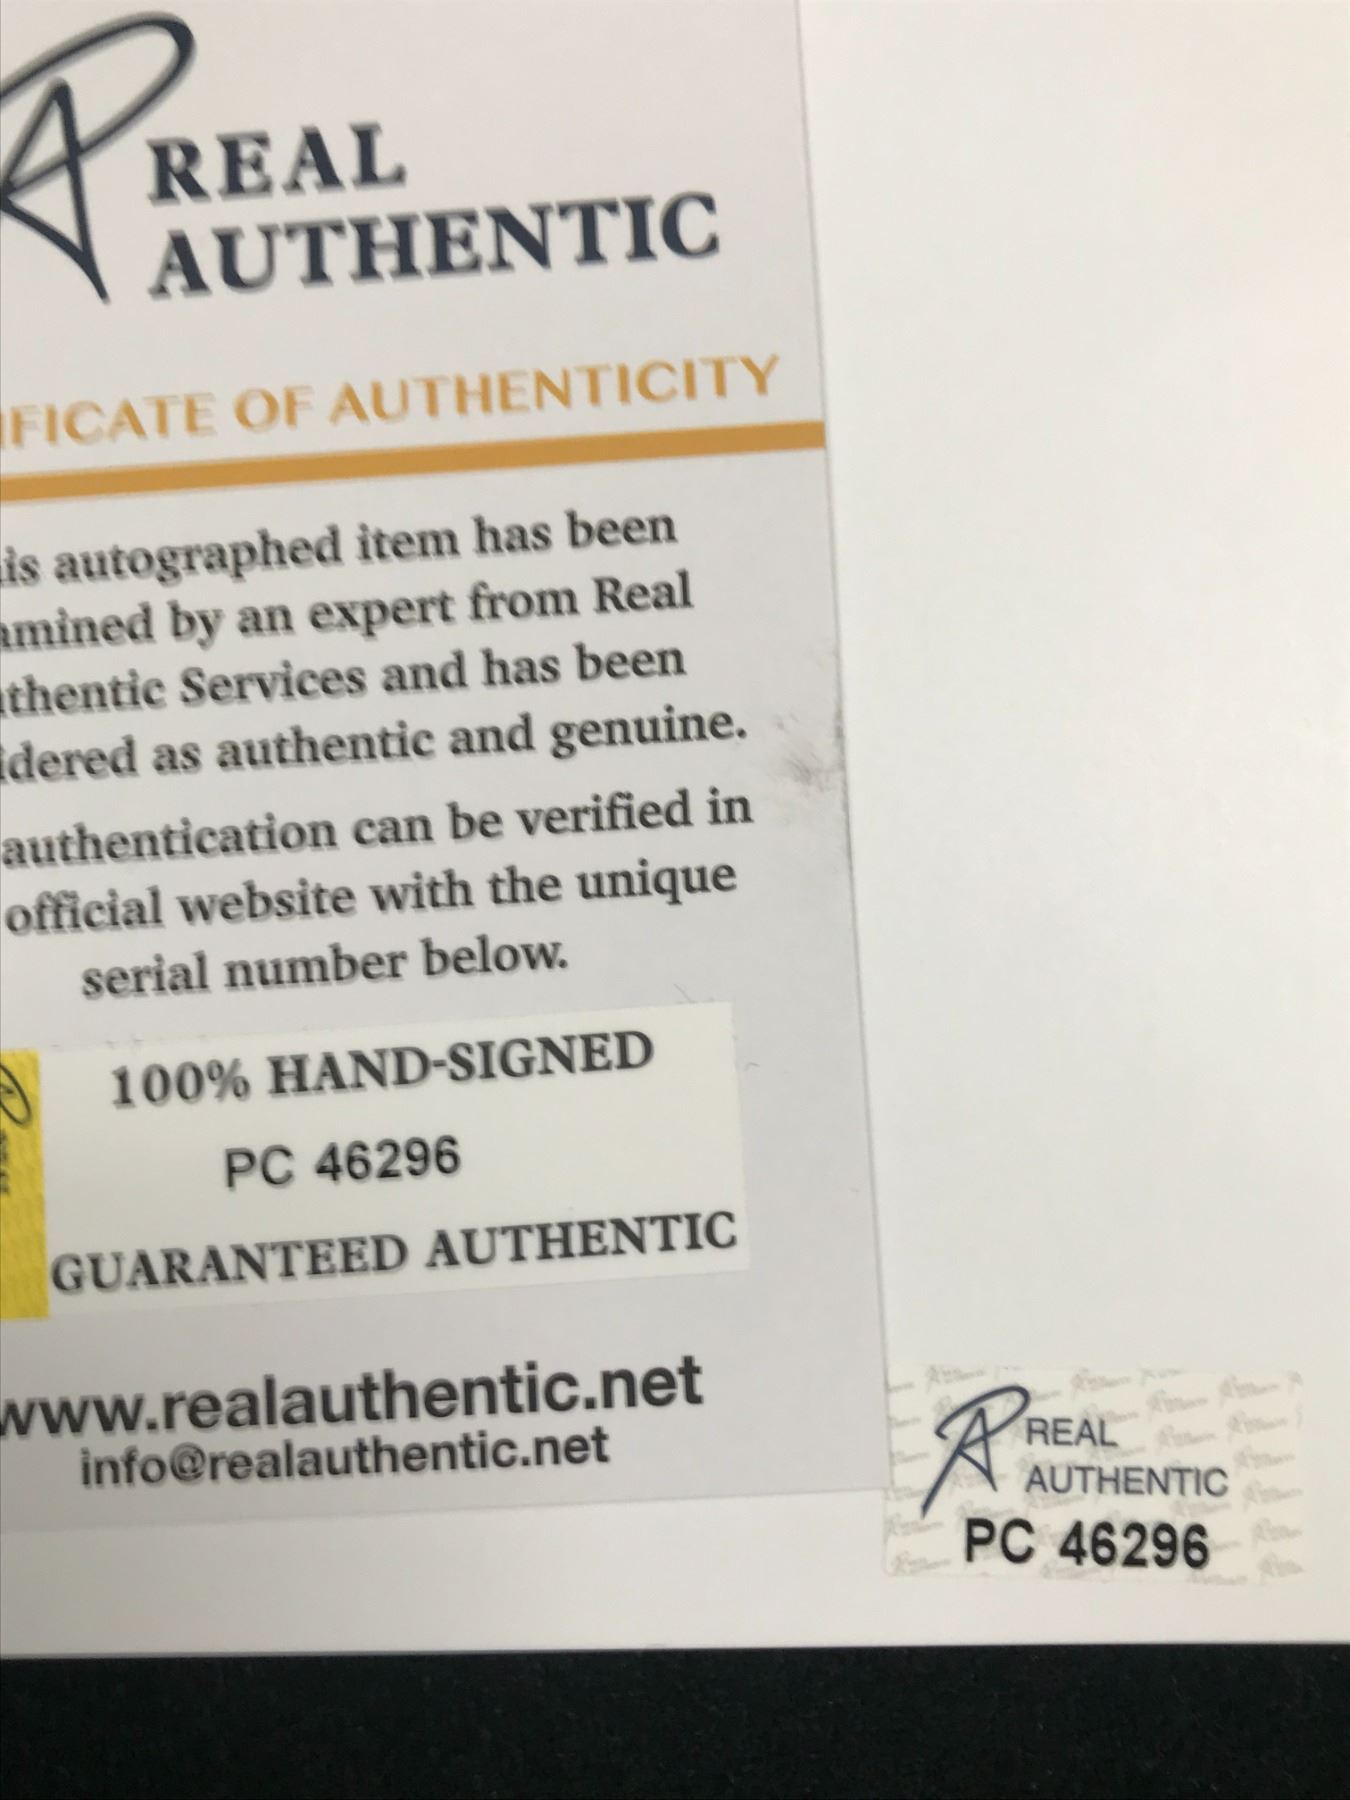 REAL
AUTHENTIC
IFICATE OF AUTHENTICITY
is autographed item has been
amined by an expert from Real
thentic Services and has been
idered as authentic and genuine.
authentication can be verified in
official website with the unique
serial number below.
100% HAND-SIGNED
PC 46296
GUARANTEED AUTHENTIC
www.realauthentic.net
info@realauthentic.net
REAL
AUTHENTIC
PC 46296